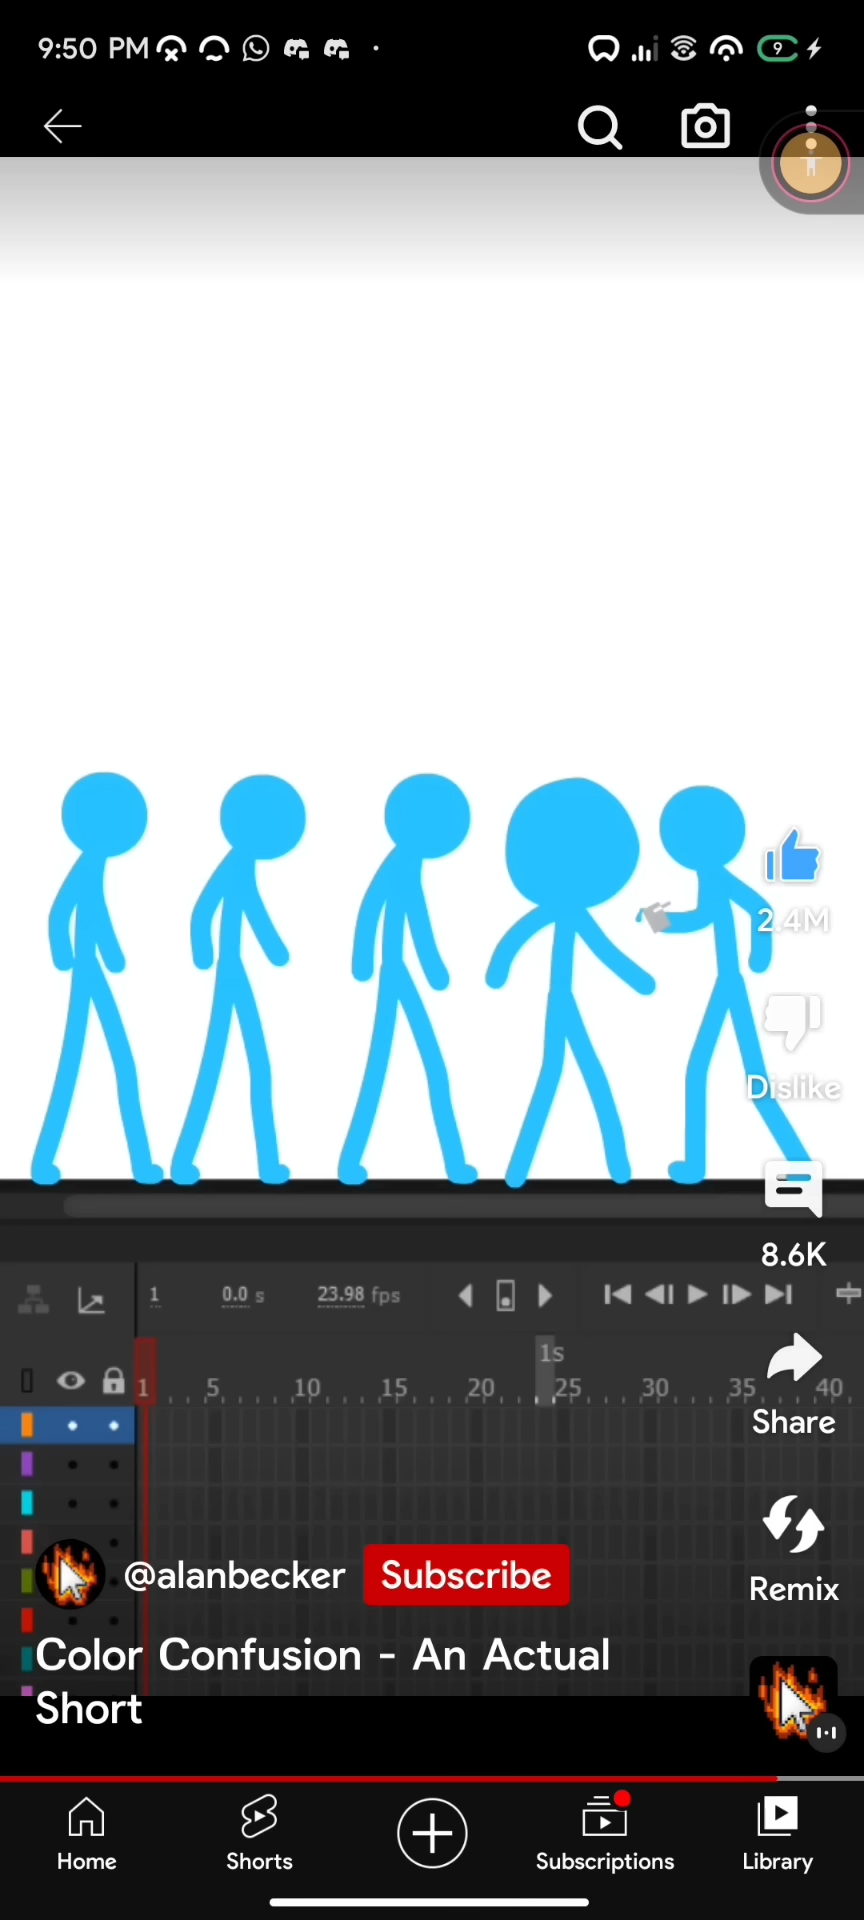 9:50 PM
9
2.4M
Dislike
8.6K
1 0.0 s 23.98 fps
1s
1 5 10 15 20 25 30 35 40
Share
@alanbecker Subscribe
Remix
Color Confusion - An Actual
Short
Home Shorts Subscriptions Library